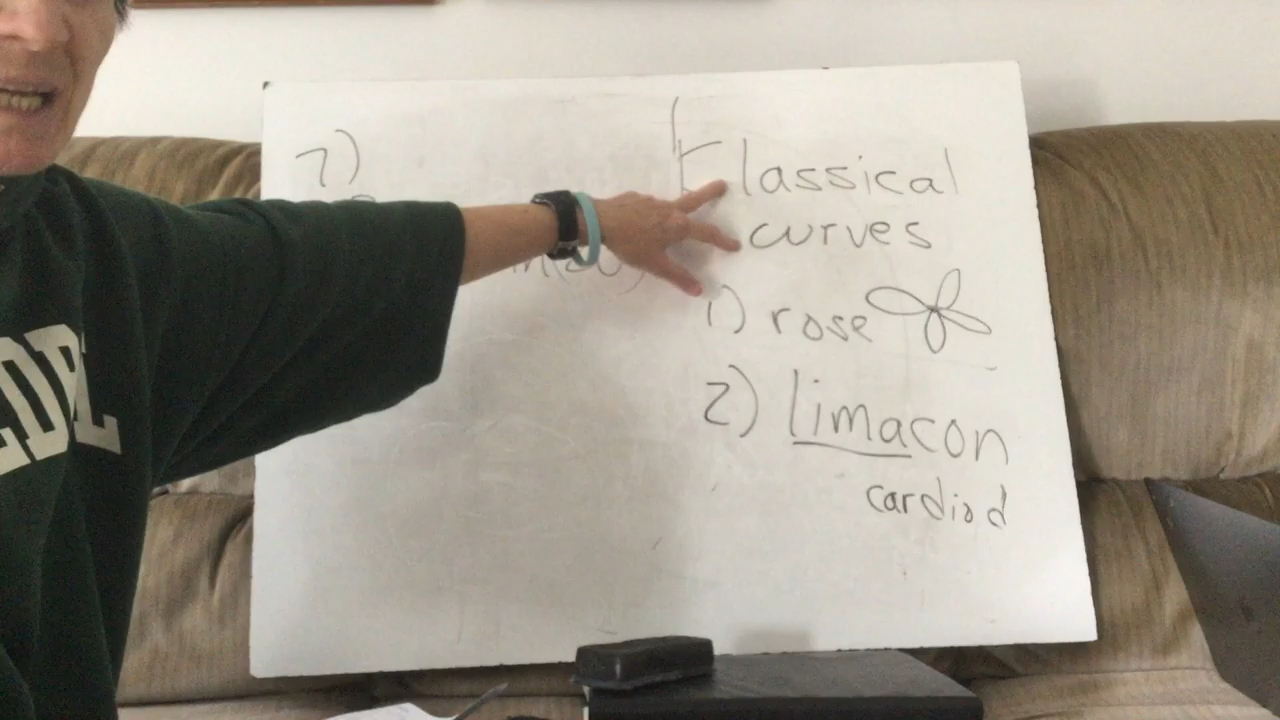 7)
Classical
curves
1) rose
2) limacon
cardiod